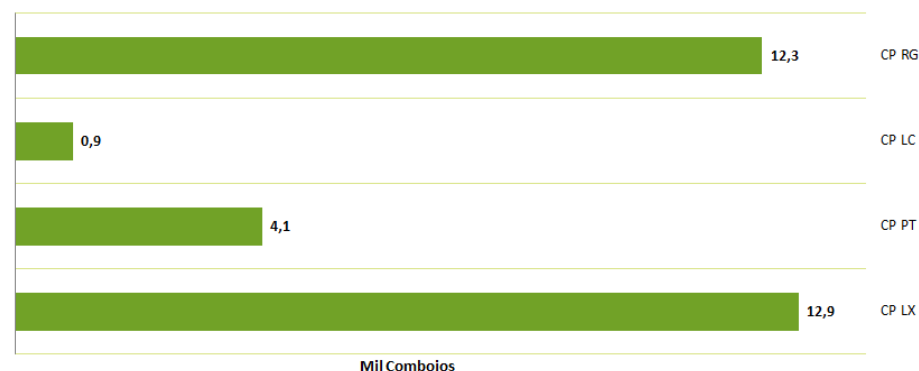 12,3 CP RG
0,9 CP LC
4,1 CP PT
12,9 CP LX
Mil Comboios